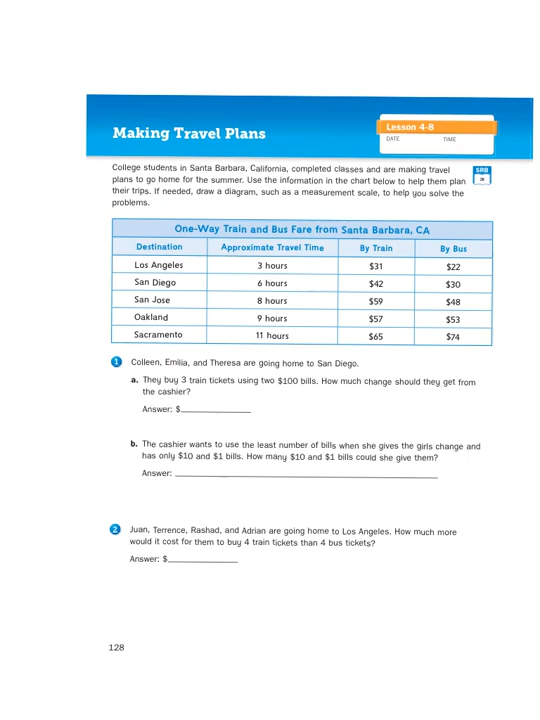 Making Travel Plans
Lesson 4-8
DATE TIME
College students in Santa Barbara, California, completed classes and are making travel
plans to go home for the summer. Use the information in the chart below to help them plan
their trips. If needed, draw a diagram, such as a measurement scale, to help you solve the
problems.
SRB
One-Way Train and Bus Fare from Santa Barbara, CA
Destination Approximate Travel Time By Train By Bus
Los Angeles 3 hours $31 $22
San Diego 6 hours $42 $30
San Jose 8 hours $59 $48
Oakland 9 hours $57 $53
Sacramento 11 hours $65 $74
1 Colleen, Emilia, and Theresa are going home to San Diego.
a. They buy 3 train tickets using two $100 bills. How much change should they get from
the cashier?
Answer: $
b. The cashier wants to use the least number of bills when she gives the girls change and
has only $10 and $1 bills. How many $10 and $1 bills could she give them?
Answer:
2 Juan, Terrence, Rashad, and Adrian are going home to Los Angeles. How much more
would it cost for them to buy 4 train tickets than 4 bus tickets?
Answer: $
128